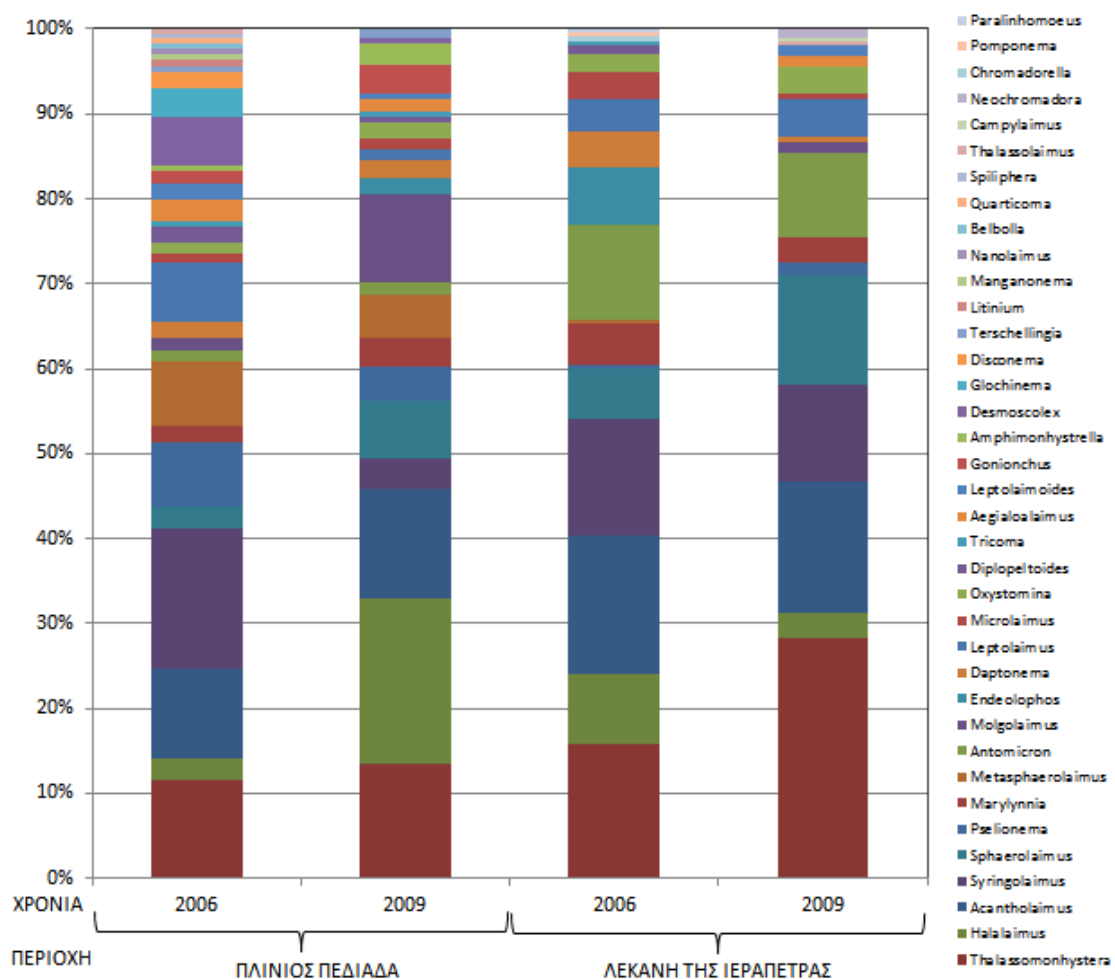 100%
90%
80%
70%
60%
50%
40%
30%
20%
10%
0%
ΧΡΟΝΙΑ 2006 2009 2006 2009
ΠΕΡΙΟΧΗ ΠΛΙΝΙΟΣ ΠΕΔΙΑΔΑ ΛΕΚΑΝΗ ΤΗΣ ΙΕΡΑΠΕΤΡΑΣ
Paralinhomoeus
Pomponema
Chromadorella
Neochromadora
Campylaimus
Thalassolaimus
Spiliphera
Quarticoma
Belbolla
Nanolaimus
Manganonema
Litinium
Terschellingia
Disconema
Glochinema
Desmoscolex
Amphimonhystrella
Gonionchus
Leptolaimoides
Aegialoalaimus
Tricoma
Diplopeltoides
Oxystomina
Microlaimus
Leptolaimus
Daptonema
Endeolophos
Molgolaimus
Antomicron
Metasphaerolaimus
Marylynnia
Pselionema
Sphaerolaimus
Syringolaimus
Acantholaimus
Halalaimus
Thalassomonhystera